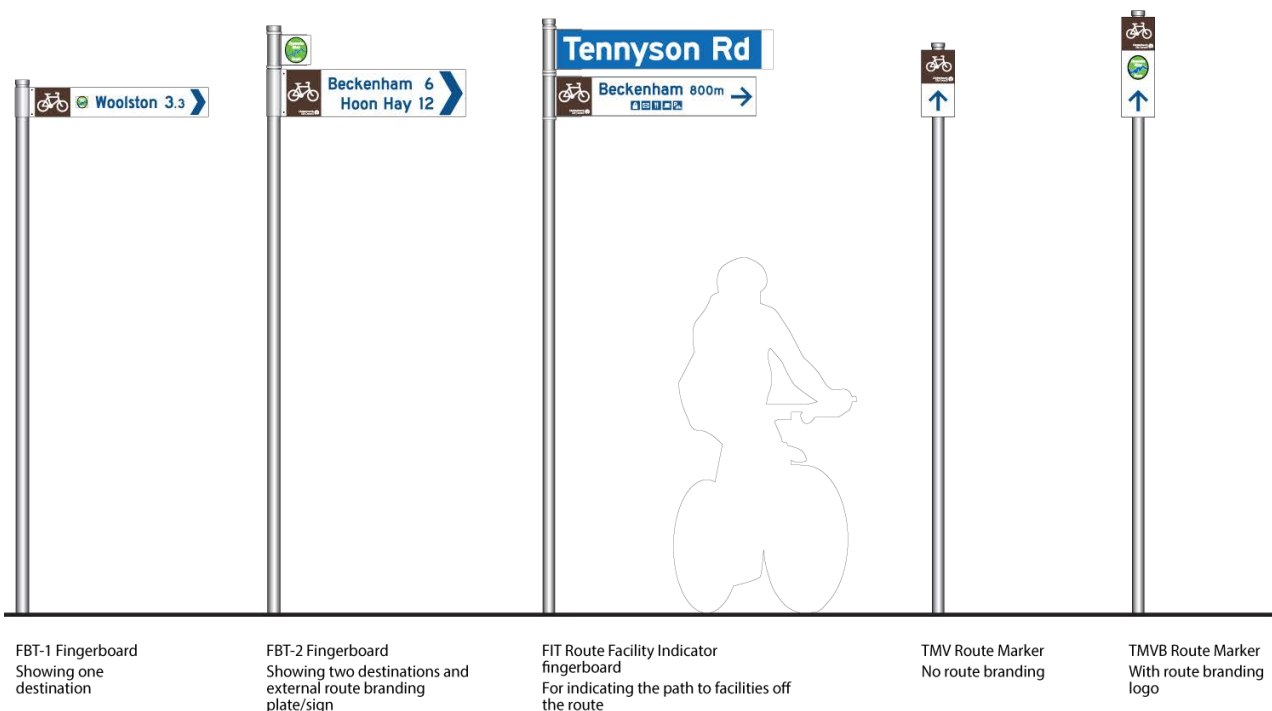 Woolston 3.3
Beckenham 6
Hoon Hay 12
Tennyson Rd
Beckenham 800m
FBT-1 Fingerboard
Showing one
destination
FBT-2 Fingerboard
Showing two destinations and
external route branding
plate/sign
FIT Route Facility Indicator
fingerboard
For indicating the path to facilities off
the route
TMV Route Marker
No route branding
TMVB Route Marker
With route branding
logo